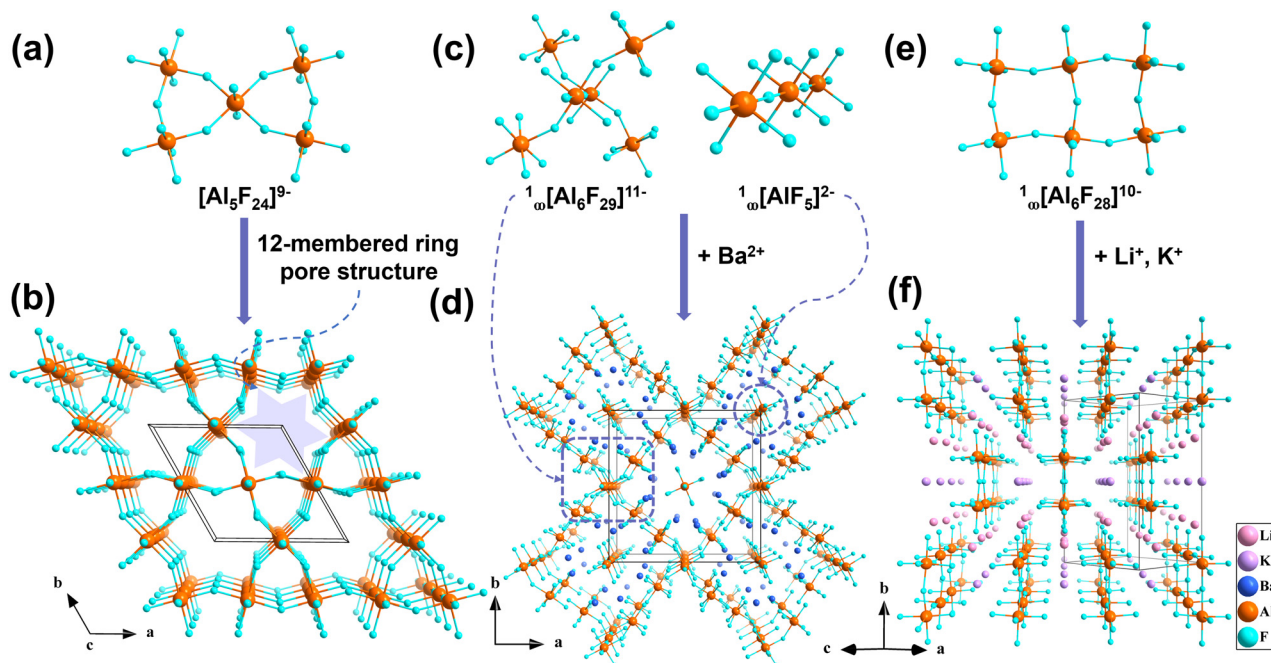 (a)
(c)
(e)
[Al₅F₂₄]⁹⁻
¹∞[Al₆F₂₉]¹¹⁻
¹∞[AlF₅]²⁻
¹∞[Al₆F₂₈]¹⁰⁻
12-membered ring
pore structure
+ Ba²⁺
+ Li⁺, K⁺
(b)
(d)
(f)
b
a
c
b
a
b
c
a
Li
K
Ba
A
F